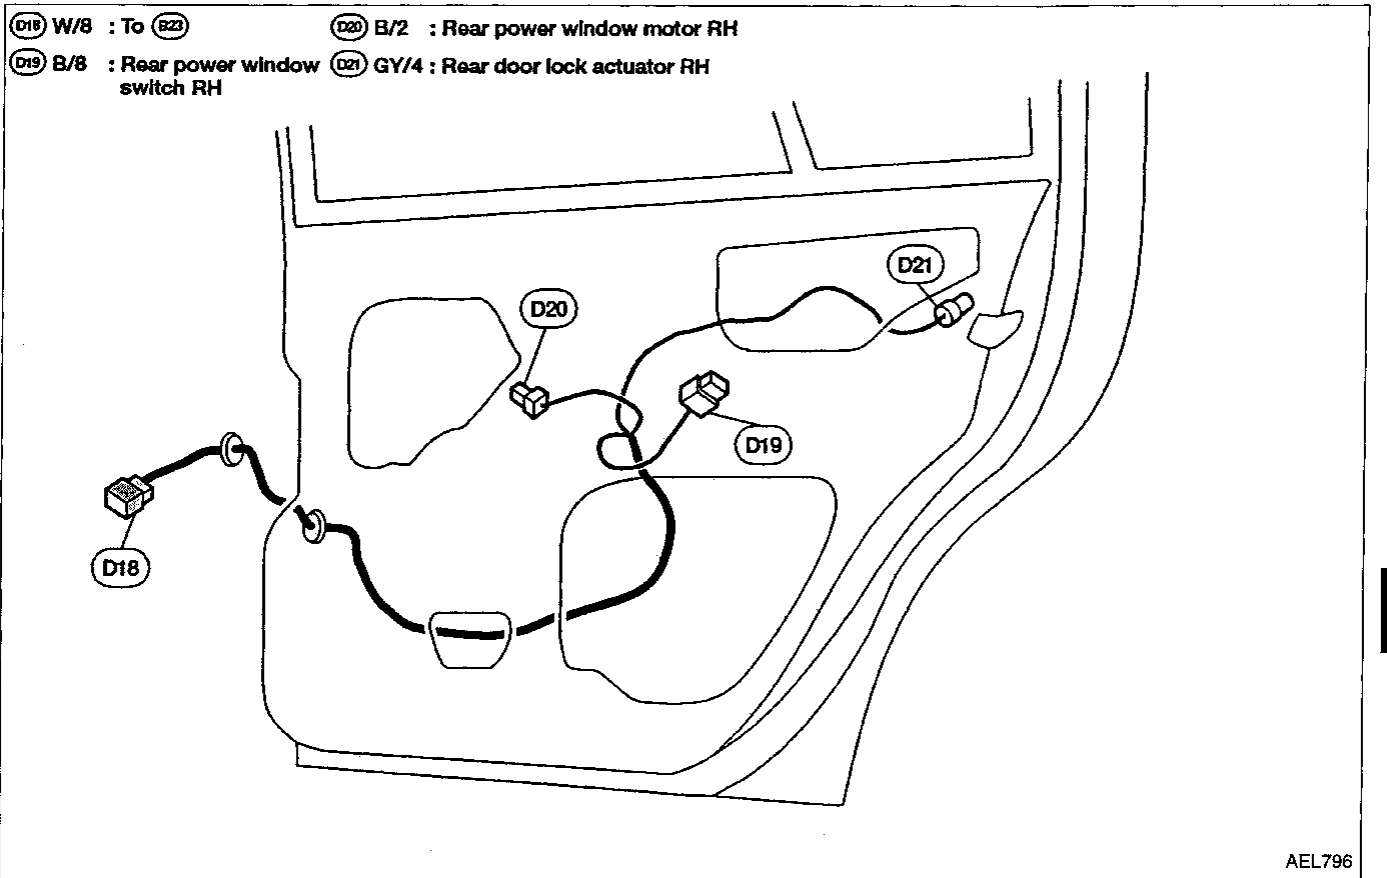 D18 W/8 : To B23
D20 B/2 : Rear power window motor RH
D19 B/8 : Rear power window
switch RH
D21 GY/4 : Rear door lock actuator RH
D21
D20
D19
D18
AEL796